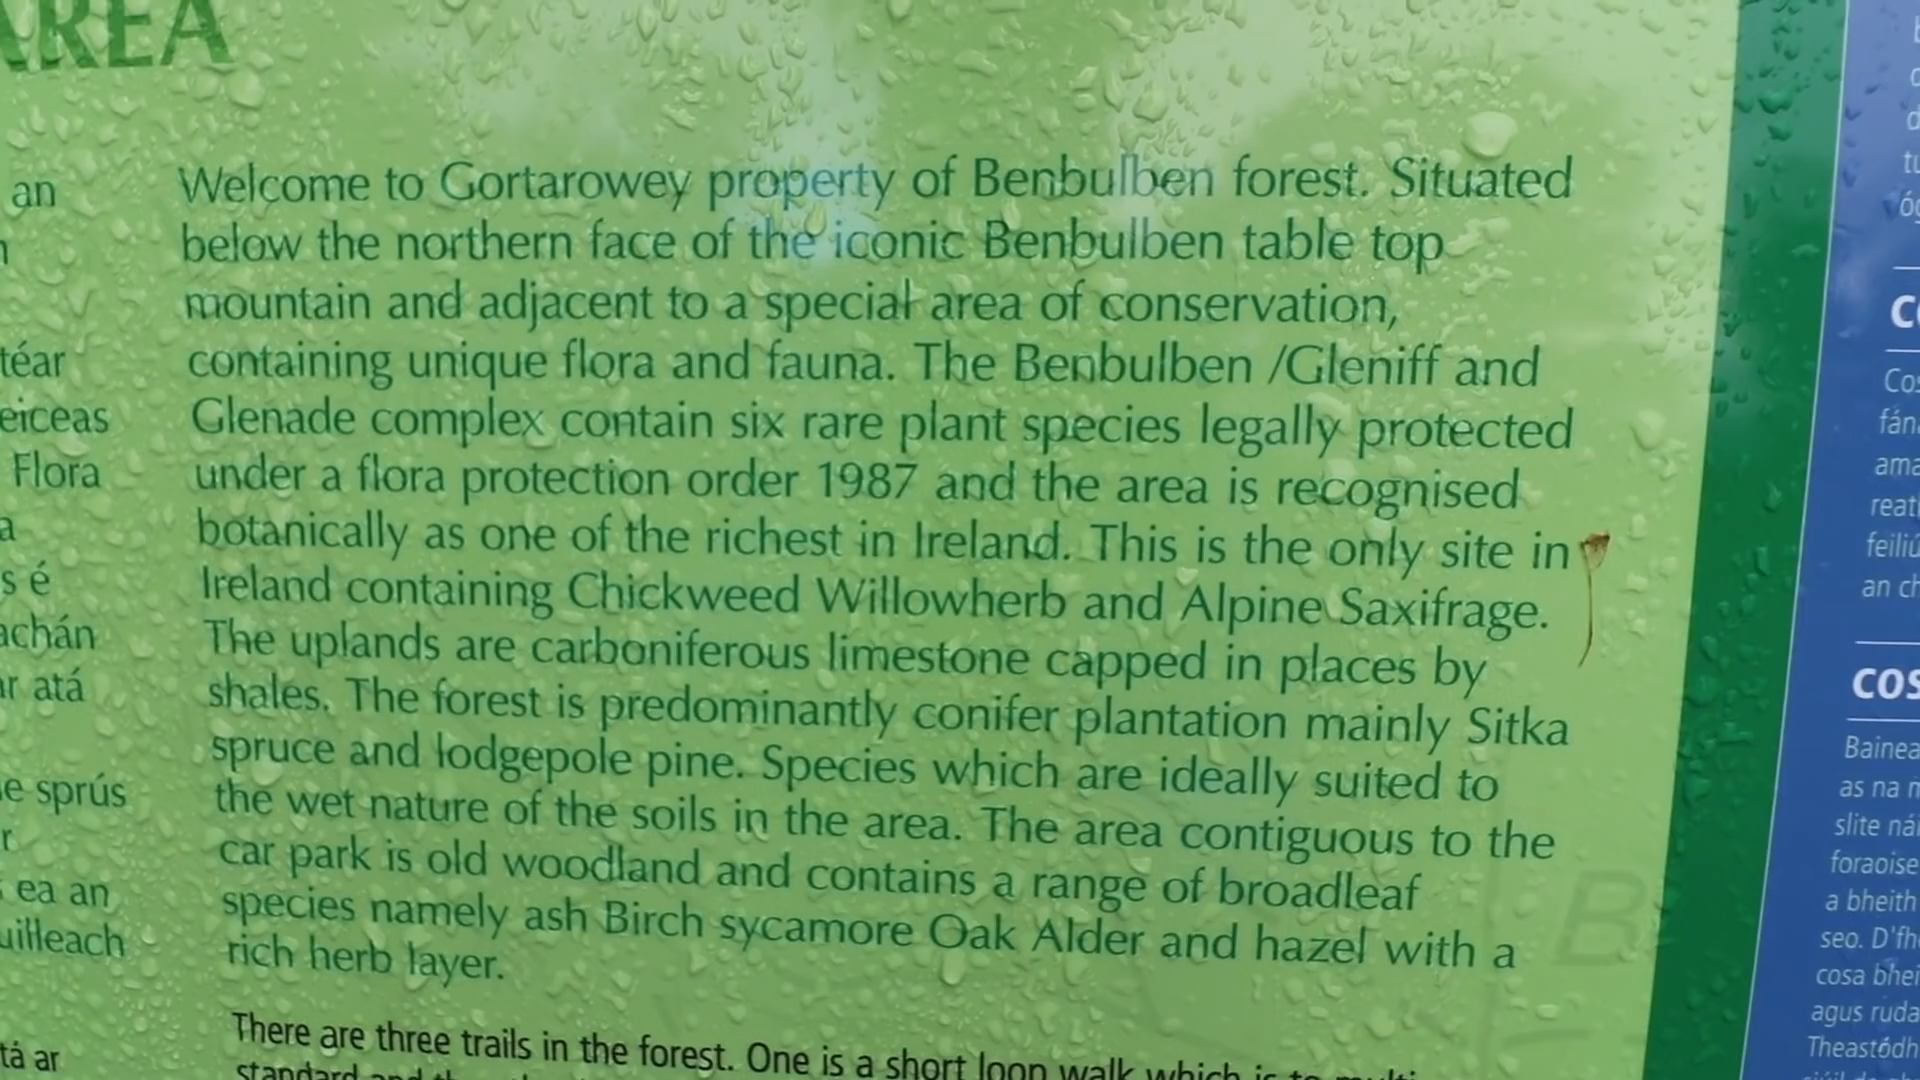 AREA
an
téar
eiceas
Flora
a
s é
achán
ar atá
sprús
r
ea an
uilleach
tá ar
Welcome to Gortarowey property of Benbulben forest. Situated
below the northern face of the iconic Benbulben table top
mountain and adjacent to a special area of conservation,
containing unique flora and fauna. The Benbulben /Gleniff and
Glenade complex contain six rare plant species legally protected
under a flora protection order 1987 and the area is recognised
botanically as one of the richest in Ireland. This is the only site in
Ireland containing Chickweed Willowherb and Alpine Saxifrage.
The uplands are carboniferous limestone capped in places by
shales. The forest is predominantly conifer plantation mainly Sitka
spruce and lodgepole pine. Species which are ideally suited to
the wet nature of the soils in the area. The area contiguous to the
car park is old woodland and contains a range of broadleaf
species namely ash Birch sycamore Oak Alder and hazel with a
rich herb layer.
There are three trails in the forest. One is a short loop walk which is to multi
standard and
COS
Bainea
as na
slite
foraoise
a bheith
seo.
cosa bhei
agus ruda
Theastódh